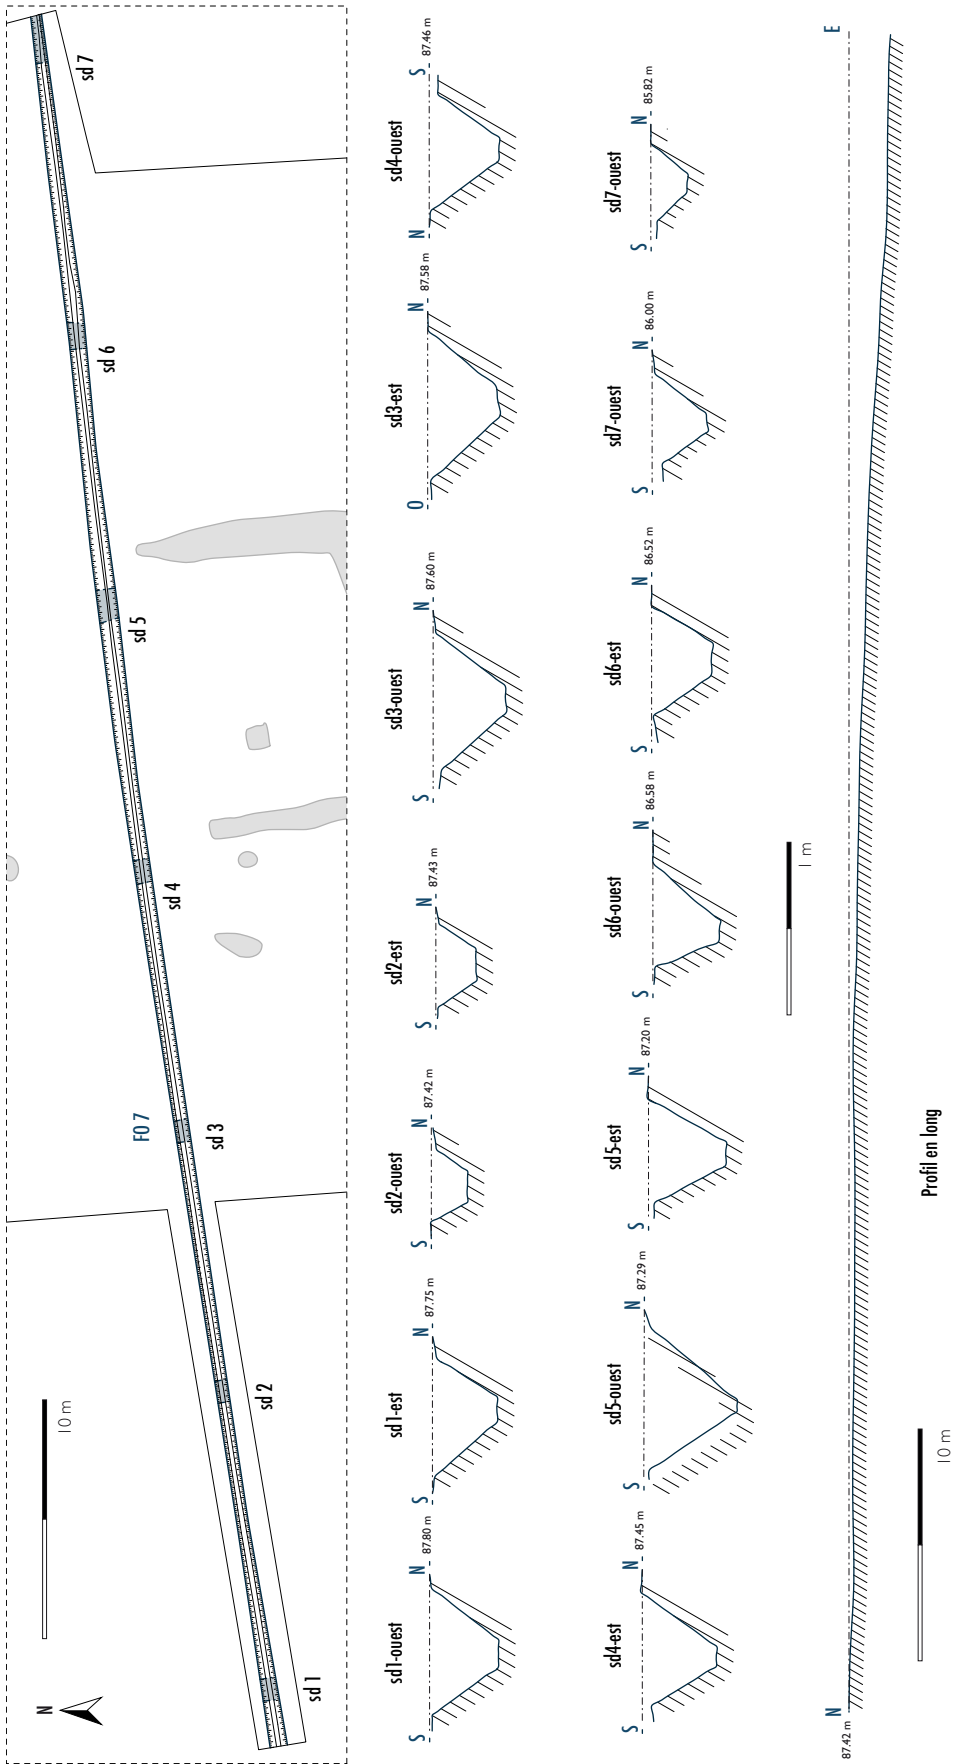 N
10 m
sd 1
sd 2
FO 7
sd 3
sd 4
sd 5
sd 6
sd 7
sd1-ouest
S N 87.80 m
sd1-est
S N 87.75 m
sd2-ouest
S N 87.42 m
sd2-est
S N 87.43 m
sd3-ouest
S N 87.60 m
sd3-est
O N 87.58 m
sd4-ouest
N S 87.46 m
sd4-est
S N 87.45 m
sd5-ouest
S N 87.29 m
sd5-est
S N 87.20 m
sd6-ouest
S N 86.58 m
sd6-est
S N 86.52 m
sd7-ouest
S N 86.00 m
sd7-ouest
S N 85.82 m
1 m
87.42 m N E
Profil en long
10 m